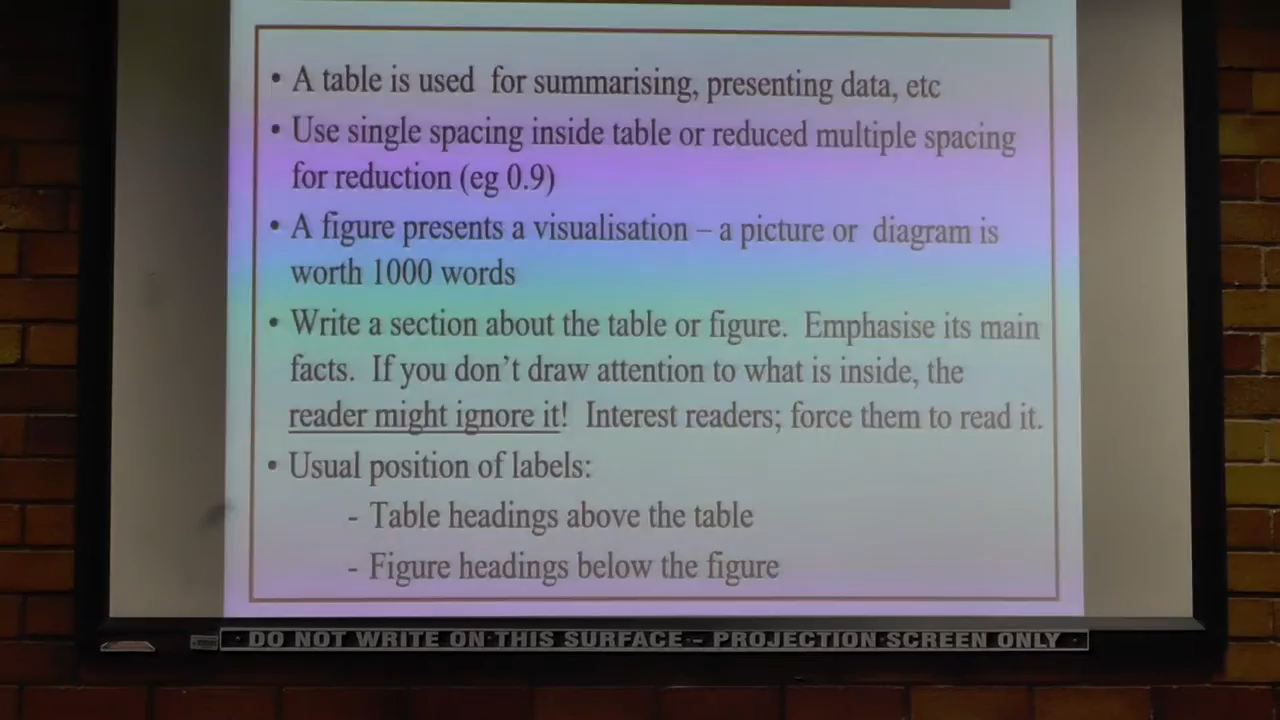 • A table is used for summarising, presenting data, etc
• Use single spacing inside table or reduced multiple spacing
for reduction (eg 0.9)
• A figure presents a visualisation – a picture or diagram is
worth 1000 words
• Write a section about the table or figure. Emphasise its main
facts. If you don't draw attention to what is inside, the
reader might ignore it! Interest readers; force them to read it.
• Usual position of labels:
- Table headings above the table
- Figure headings below the figure
· DO NOT WRITE ON THIS SURFACE – PROJECTION SCREEN ONLY ·